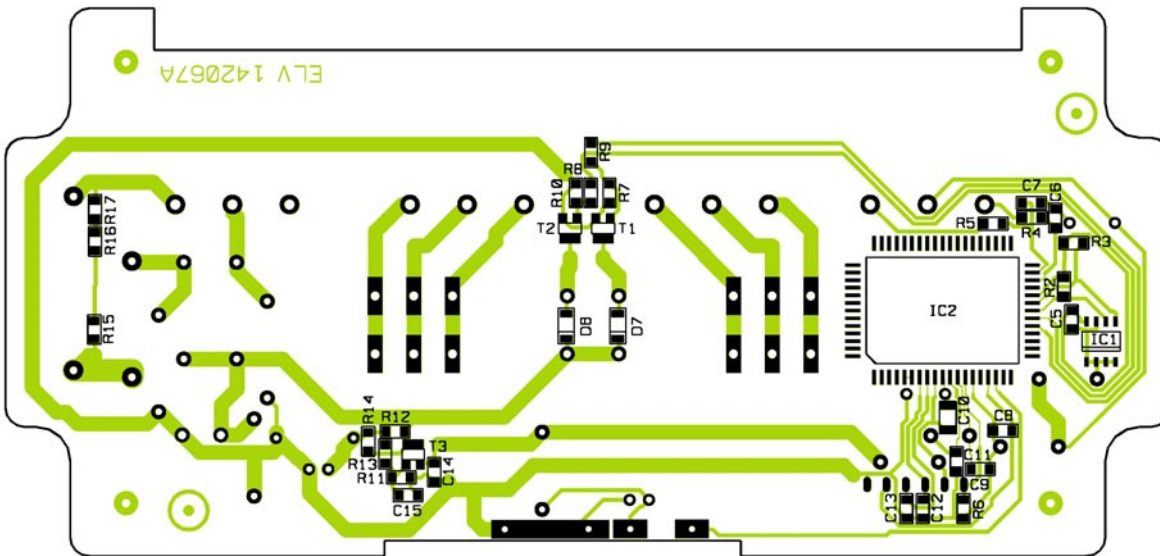 ELV 142067A
R9
R8
R10
R7
R17
R16
T2
T1
C7
C6
R5
R4
R3
R2
C5
IC2
IC1
R15
D8
D7
R14
R12
T3
R13
R11
C14
C15
C10
C8
C11
C9
C13
C12
R6